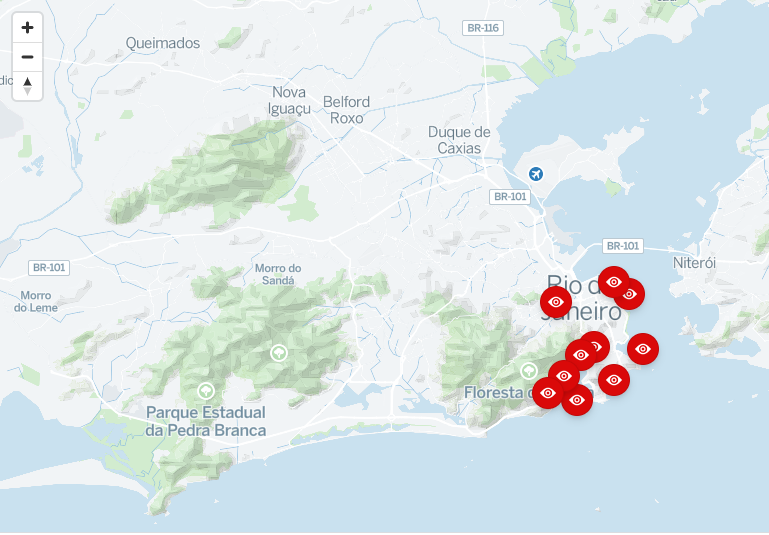 BR-116
Queimados
Nova
Iguaçu
Belford
Roxo
Duque de
Caxias
BR-101
BR-101
Niterói
BR-101
Morro do
Sandá
Morro
do Leme
Rio d
Janeiro
Floresta d
Parque Estadual
da Pedra Branca